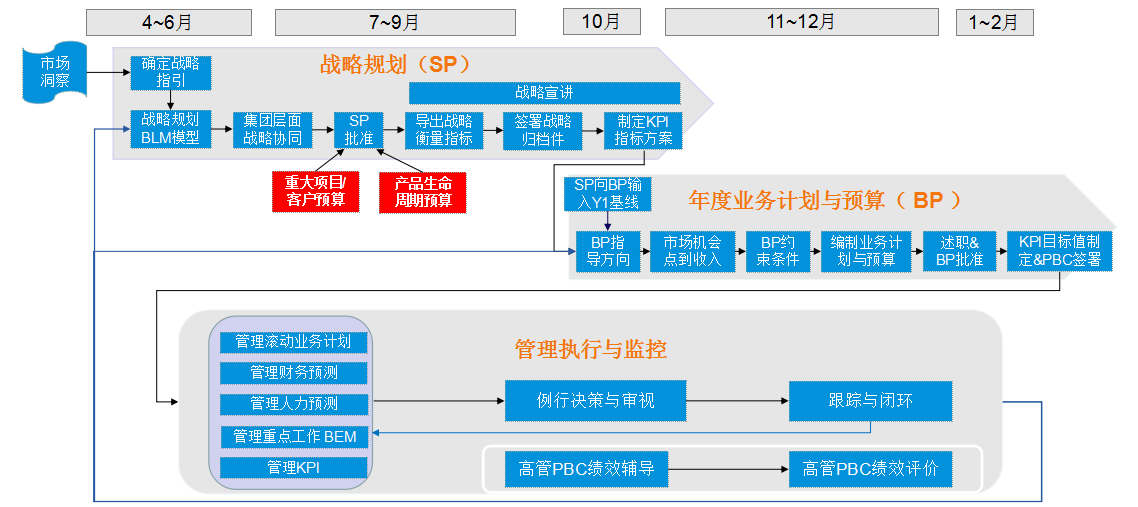 4~6月
7~9月
10月
11~12月
1~2月
市场
洞察
确定战略
指引
战略规划（SP）
战略宣讲
战略规划
BLM模型
集团层面
战略协同
SP
批准
导出战略
衡量指标
签署战略
归档件
制定KPI
指标方案
重大项目/
客户预算
产品生命
周期预算
SP向BP输
入Y1基线
年度业务计划与预算（ BP ）
BP指
导方向
市场机会
点到收入
BP约
束条件
编制业务计
划与预算
述职&
BP批准
KPI目标值制
定&PBC签署
管理执行与监控
管理滚动业务计划
管理财务预测
管理人力预测
管理重点工作 BEM
管理KPI
例行决策与审视
跟踪与闭环
高管PBC绩效辅导
高管PBC绩效评价